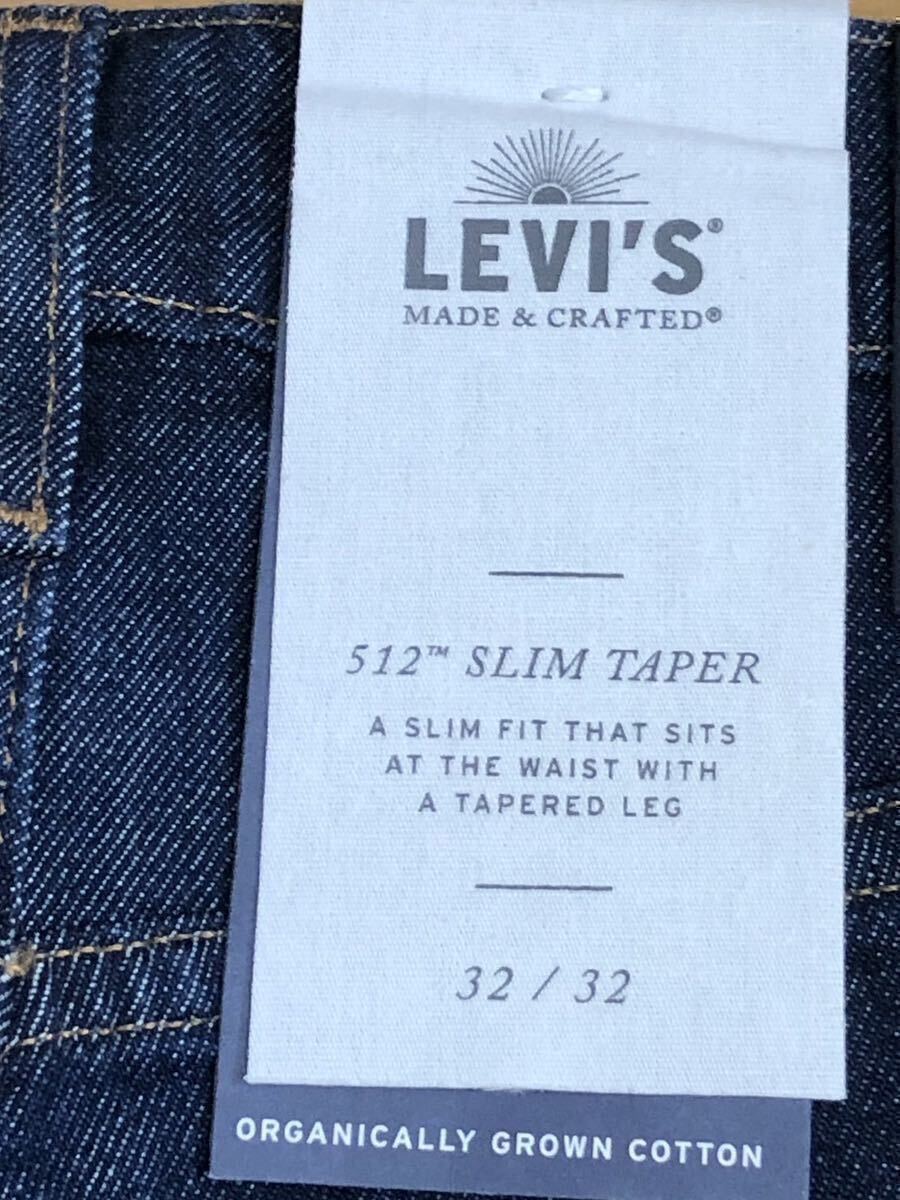 LEVI'S®
MADE & CRAFTED®
512™ SLIM TAPER
A SLIM FIT THAT SITS
AT THE WAIST WITH
A TAPERED LEG
32 / 32
ORGANICALLY GROWN COTTON